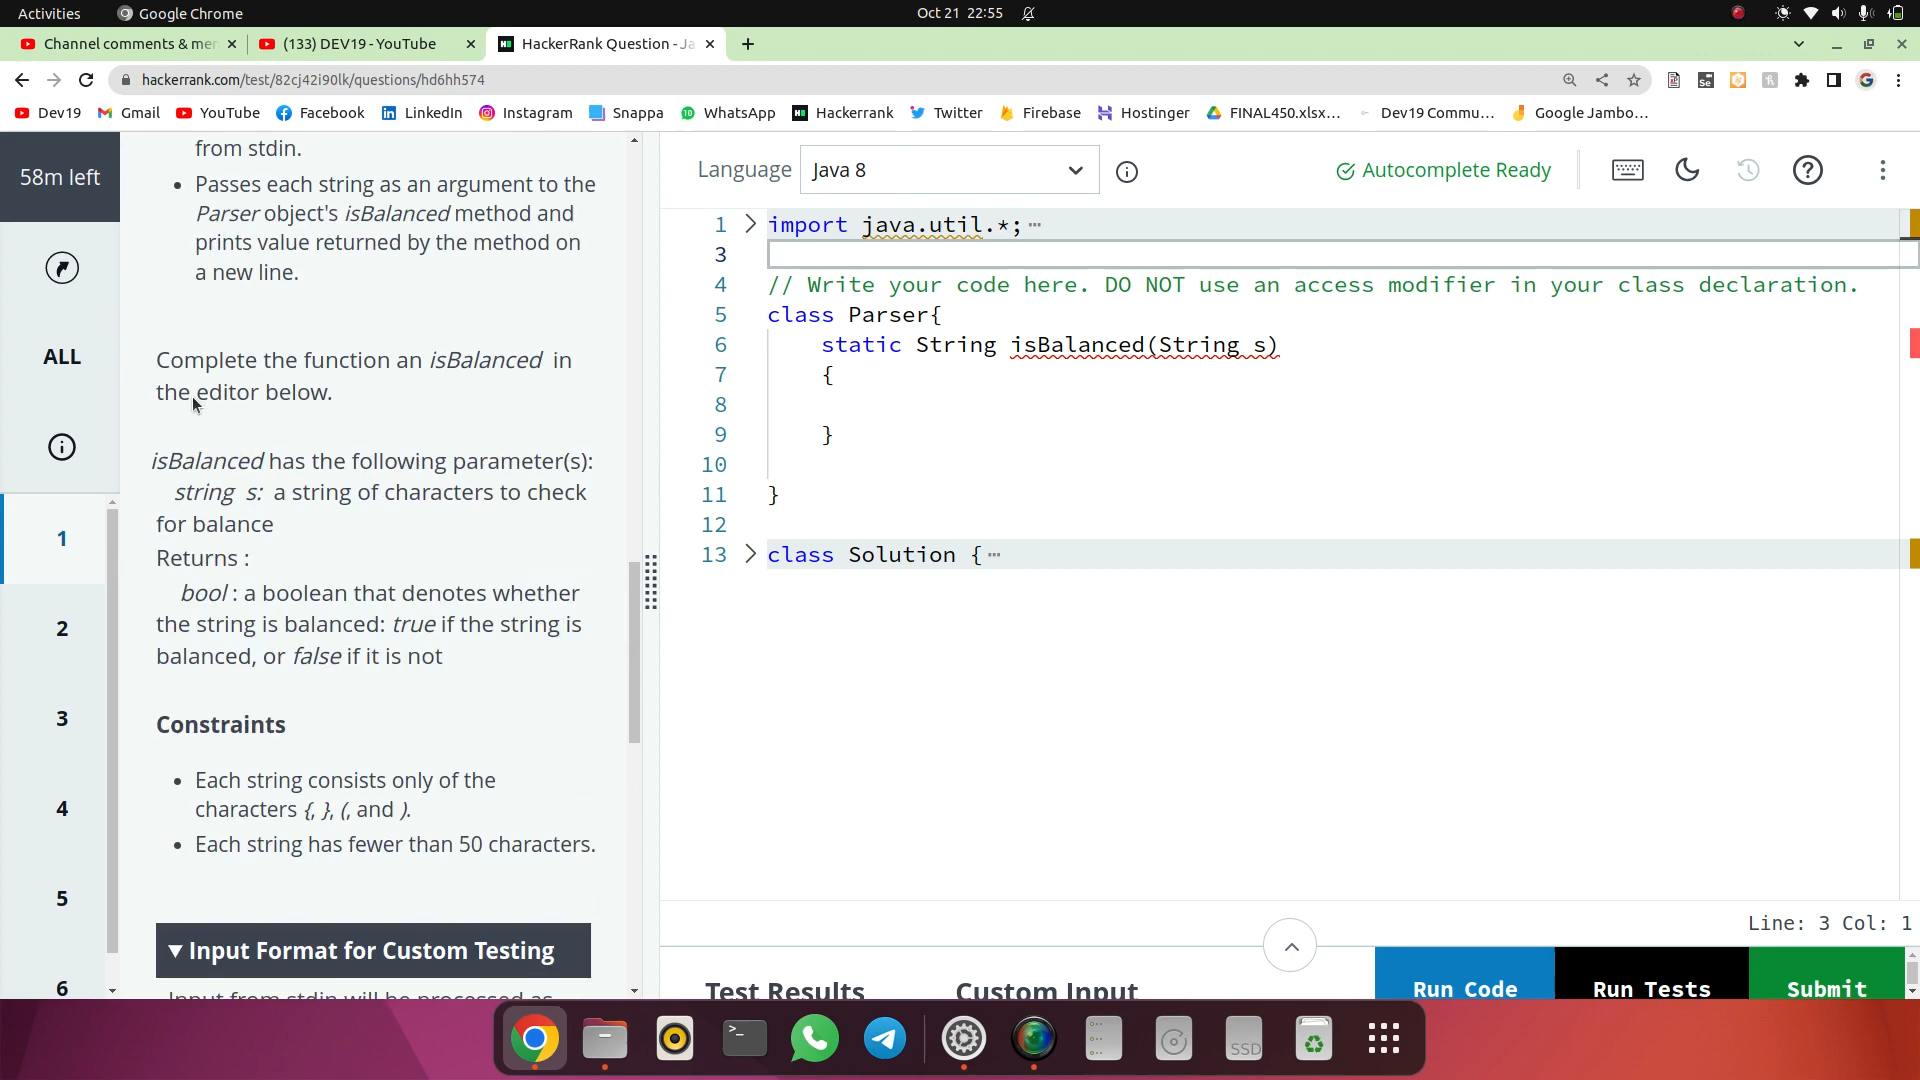 Activities
Google Chrome
Oct 21 22:55
Channel comments & mer
(133) DEV19 - YouTube
HackerRank Question - Ja
hackerrank.com/test/82cj42i90lk/questions/hd6hh574
Dev19
Gmail
YouTube
Facebook
LinkedIn
Instagram
Snappa
WhatsApp
Hackerrank
Twitter
Firebase
Hostinger
FINAL450.xlsx...
Dev19 Commu...
Google Jambo...
58m left
ALL
1
2
3
4
5
6
from stdin.
• Passes each string as an argument to the
Parser object's isBalanced method and
prints value returned by the method on
a new line.
Complete the function an isBalanced in
the editor below.
isBalanced has the following parameter(s):
string s: a string of characters to check
for balance
Returns :
bool : a boolean that denotes whether
the string is balanced: true if the string is
balanced, or false if it is not
Constraints
• Each string consists only of the
characters {, }, (, and ).
• Each string has fewer than 50 characters.
▼ Input Format for Custom Testing
Input from stdin will be processed as
Language
Java 8
Autocomplete Ready
1 import java.util.*;
3
4 // Write your code here. DO NOT use an access modifier in your class declaration.
5 class Parser{
6 static String isBalanced(String s)
7 {
8
9 }
10
11 }
12
13 class Solution {
Line: 3 Col: 1
Test Results
Custom Input
Run Code
Run Tests
Submit
SSD